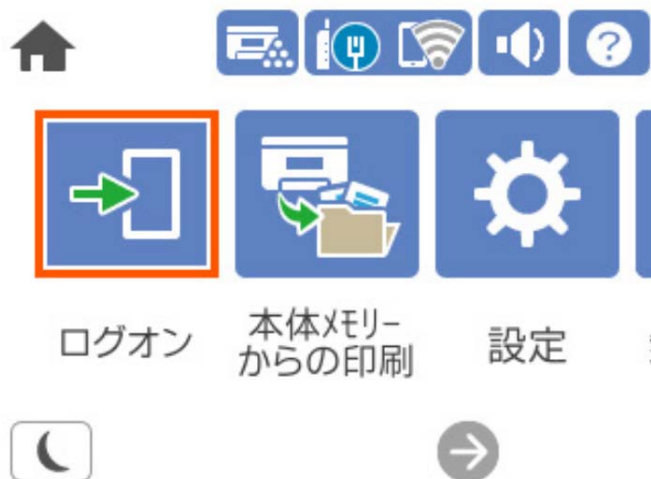 ログオン
本体メモリー
からの印刷
設定